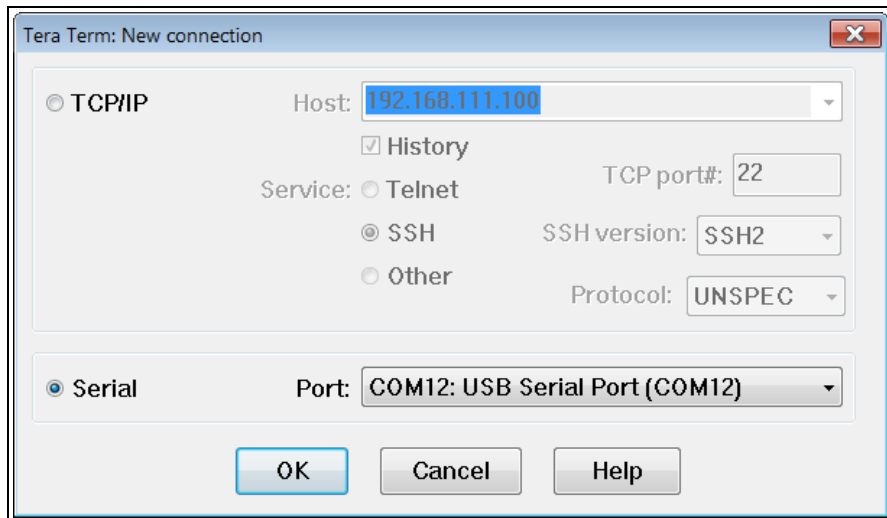 Tera Term: New connection
TCP/IP Host: 192.168.111.100
History
Service: Telnet TCP port#: 22
SSH SSH version: SSH2
Other Protocol: UNSPEC
Serial Port: COM12: USB Serial Port (COM12)
OK Cancel Help